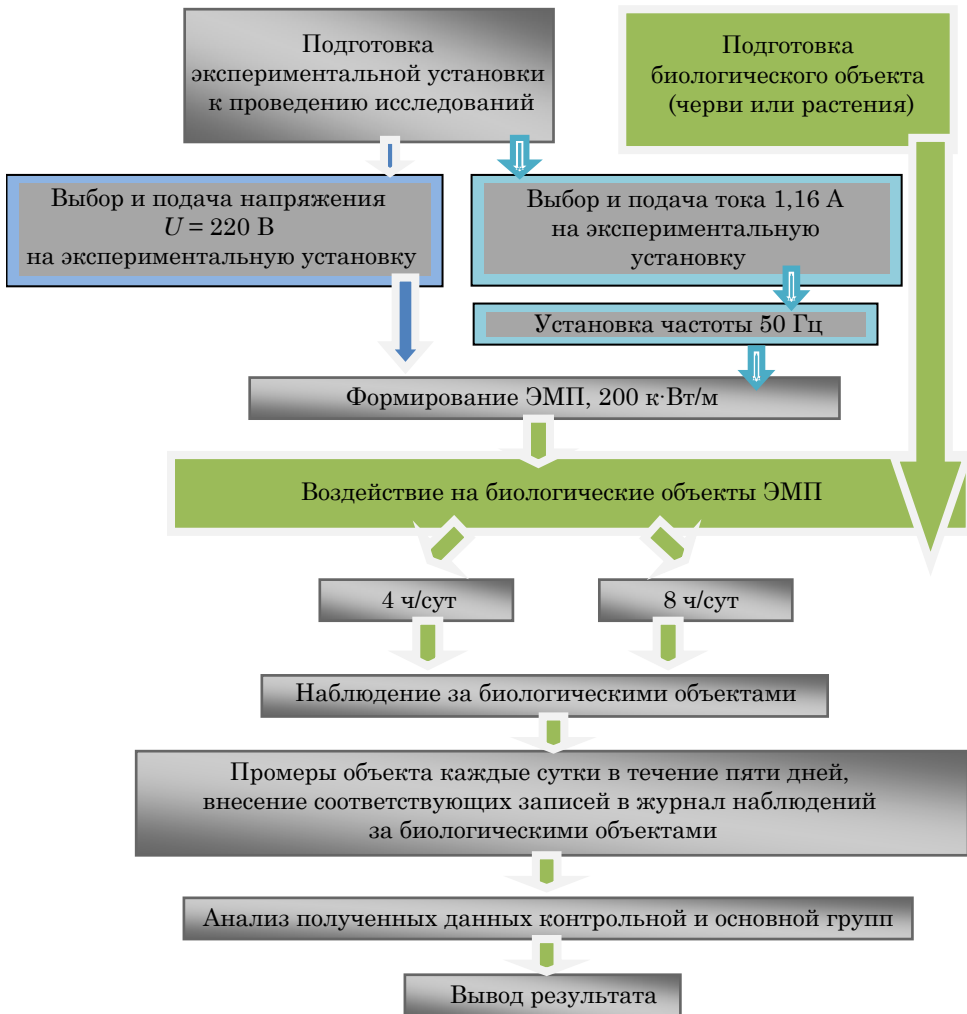 Подготовка
экспериментальной установки
к проведению исследований
Подготовка
биологического объекта
(черви или растения)
Выбор и подача напряжения
U = 220 В
на экспериментальную установку
Выбор и подача тока 1,16 А
на экспериментальную
установку
Установка частоты 50 Гц
Формирование ЭМП, 200 к·Вт/м
Воздействие на биологические объекты ЭМП
4 ч/сут
8 ч/сут
Наблюдение за биологическими объектами
Промеры объекта каждые сутки в течение пяти дней,
внесение соответствующих записей в журнал наблюдений
за биологическими объектами
Анализ полученных данных контрольной и основной групп
Вывод результата